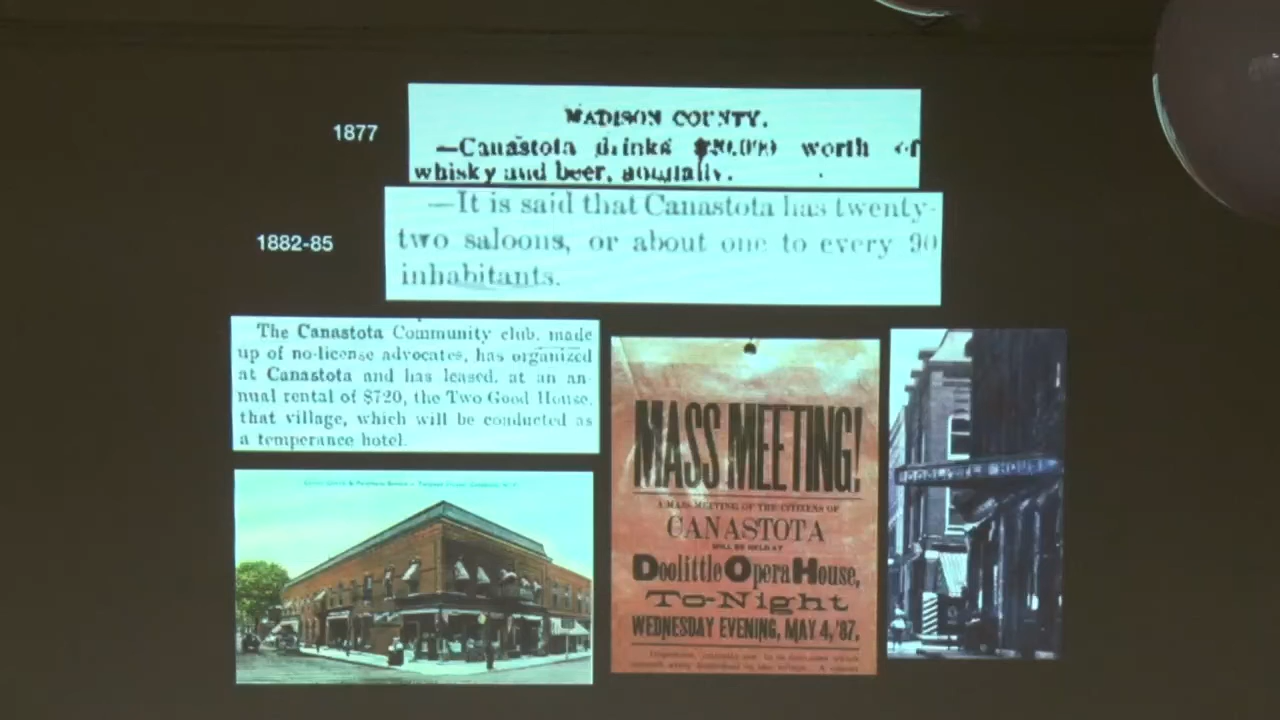 1877
MADISON COUNTY.
—Canastota drinks worth of
whisky and beer, annually.
1882-85
—It is said that Canastota has twenty-
two saloons, or about one to every 90
inhabitants.
The Canastota Community club, made
up of no-license advocates, has organized
at Canastota and has leased, at an an-
nual rental of $720, the Two Good House,
that village, which will be conducted as
a temperance hotel.
MASS MEETING!
A MASS MEETING OF THE CITIZENS OF
CANASTOTA
WILL BE HELD AT
Doolittle Opera House,
To-Night
WEDNESDAY EVENING, MAY 4, '87,
DOOLITTLE HOUSE